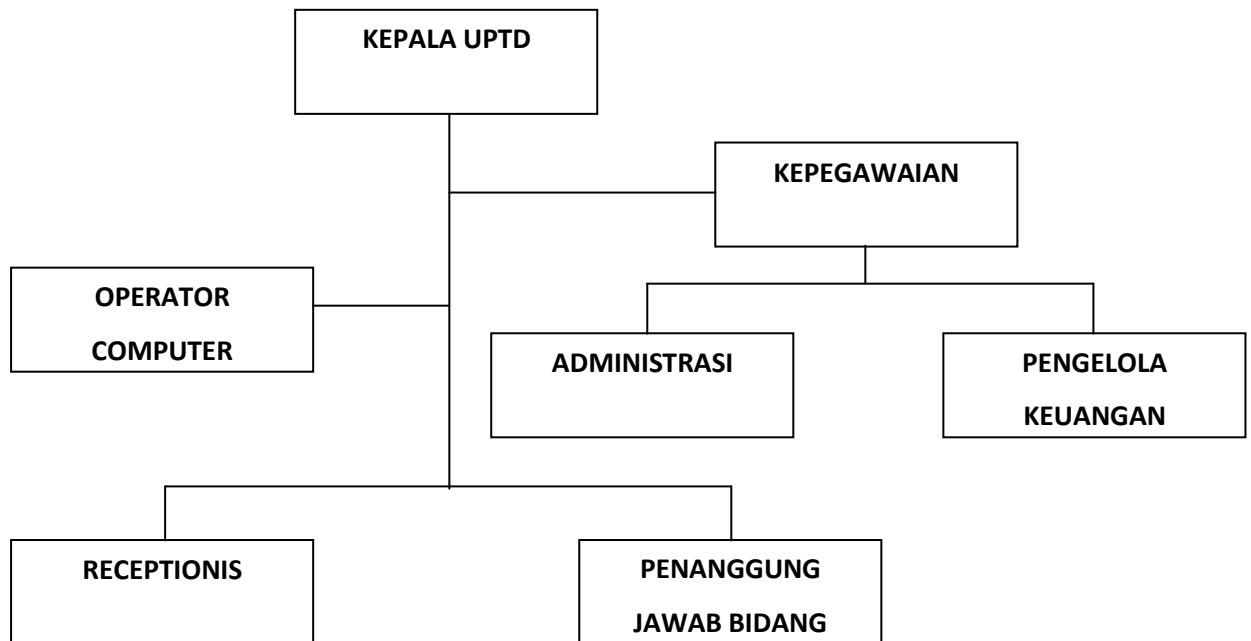 KEPALA UPTD
KEPEGAWAIAN
OPERATOR
COMPUTER
ADMINISTRASI
PENGELOLA
KEUANGAN
RECEPTIONIS
PENANGGUNG
JAWAB BIDANG